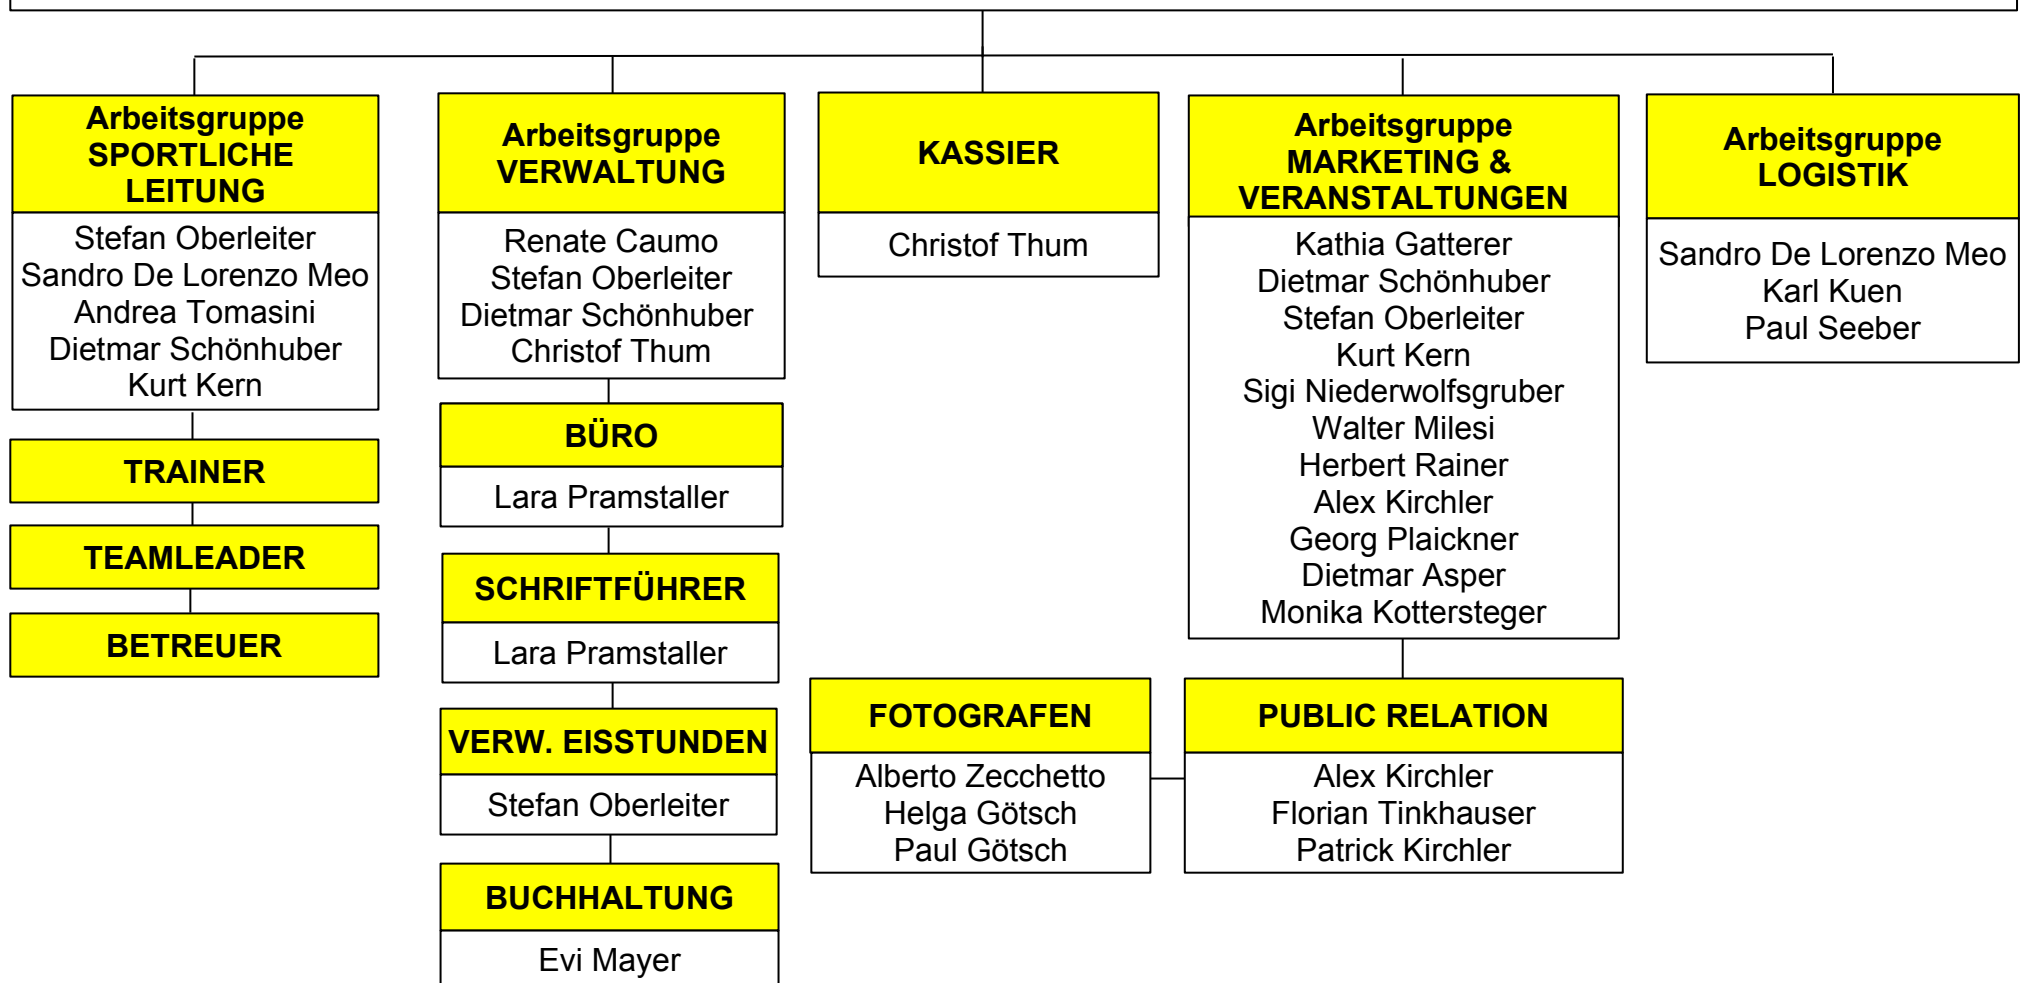 Arbeitsgruppe
SPORTLICHE
LEITUNG
Stefan Oberleiter
Sandro De Lorenzo Meo
Andrea Tomasini
Dietmar Schönhuber
Kurt Kern
TRAINER
TEAMLEADER
BETREUER
Arbeitsgruppe
VERWALTUNG
Renate Caumo
Stefan Oberleiter
Dietmar Schönhuber
Christof Thum
BÜRO
Lara Pramstaller
SCHRIFTFÜHRER
Lara Pramstaller
VERW. EISSTUNDEN
Stefan Oberleiter
BUCHHALTUNG
Evi Mayer
KASSIER
Christof Thum
Arbeitsgruppe
MARKETING &
VERANSTALTUNGEN
Kathia Gatterer
Dietmar Schönhuber
Stefan Oberleiter
Kurt Kern
Sigi Niederwolfsgruber
Walter Milesi
Herbert Rainer
Alex Kirchler
Georg Plaickner
Dietmar Asper
Monika Kottersteger
FOTOGRAFEN
Alberto Zecchetto
Helga Götsch
Paul Götsch
PUBLIC RELATION
Alex Kirchler
Florian Tinkhauser
Patrick Kirchler
Arbeitsgruppe
LOGISTIK
Sandro De Lorenzo Meo
Karl Kuen
Paul Seeber